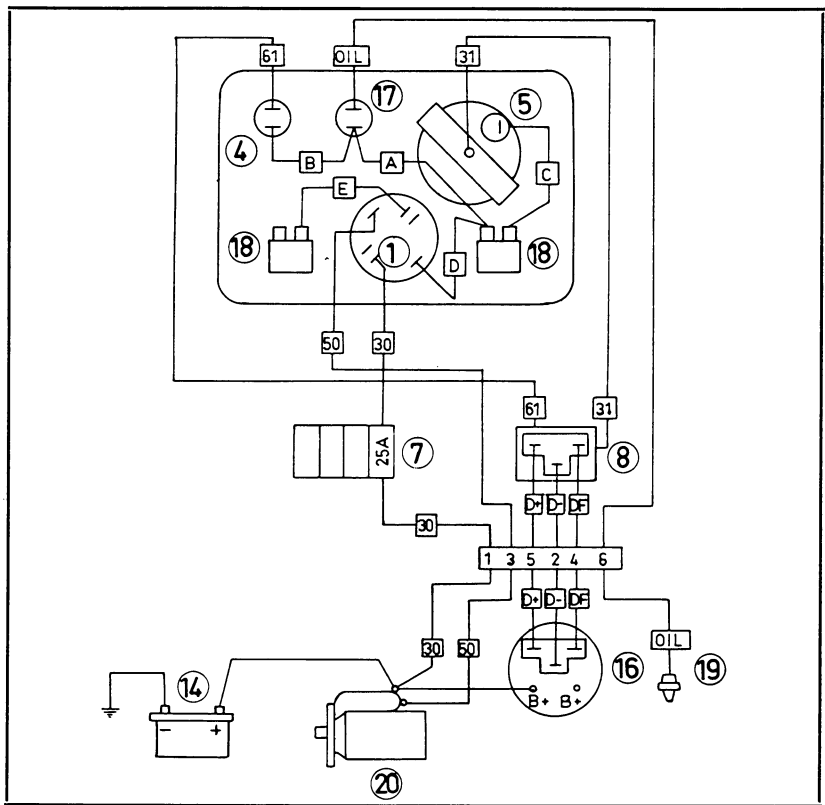 61 OIL 31
17 5
4
B A C
E
18 1 D 18
50 30
61 31
25A 7 8
D+ D- DF
30
1 3 5 2 4 6
D+ D- DF
30 50 OIL
14 16 19
- + B+ B+
20